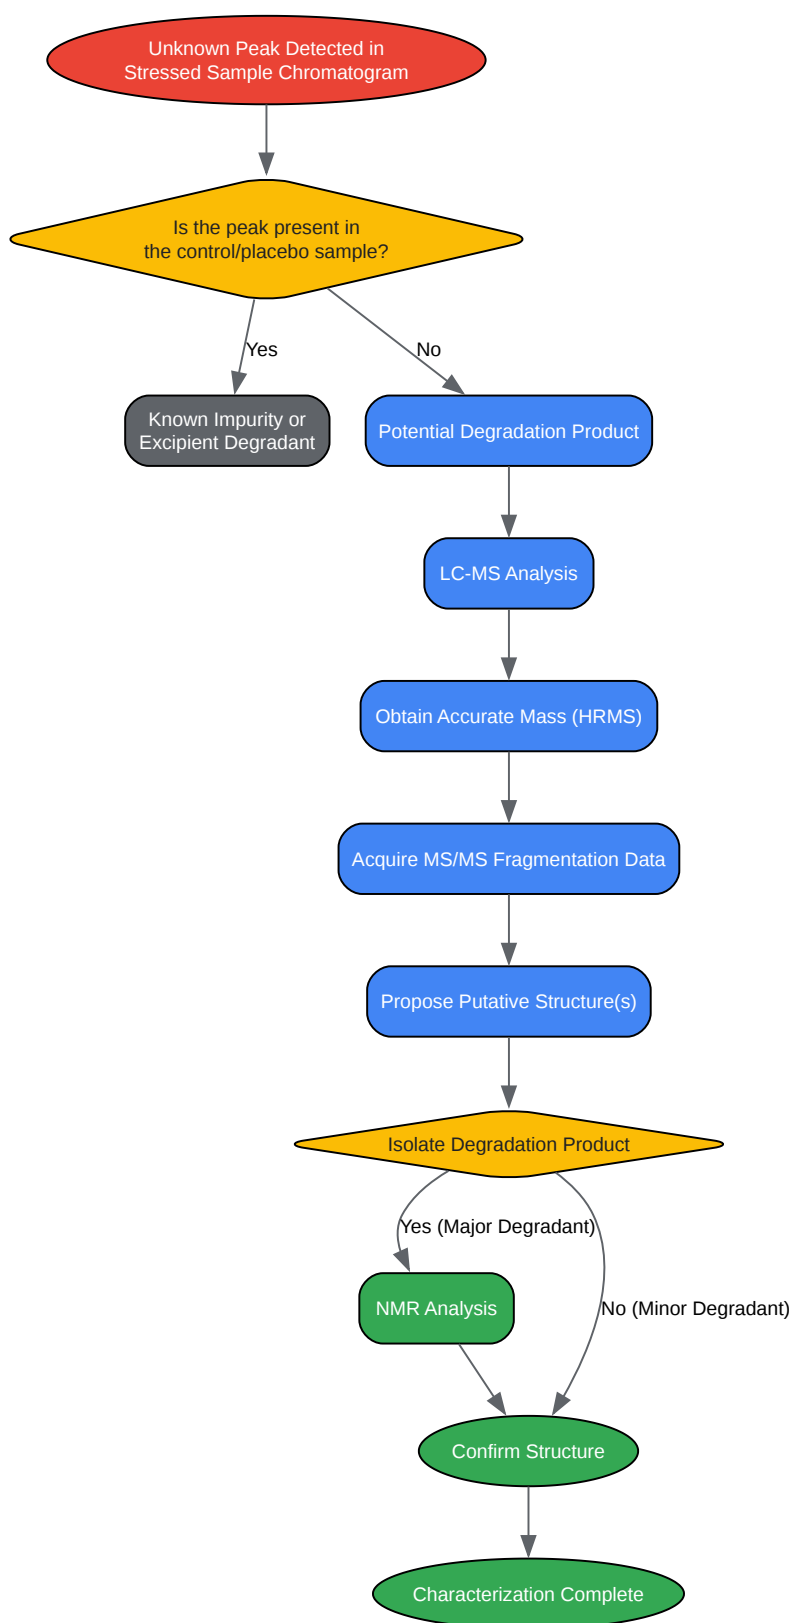 Unknown Peak Detected in
Stressed Sample Chromatogram
Is the peak present in
the control/placebo sample?
Yes
No
Known Impurity or
Excipient Degradant
Potential Degradation Product
LC-MS Analysis
Obtain Accurate Mass (HRMS)
Acquire MS/MS Fragmentation Data
Propose Putative Structure(s)
Isolate Degradation Product
Yes (Major Degradant)
NMR Analysis
No (Minor Degradant)
Confirm Structure
Characterization Complete